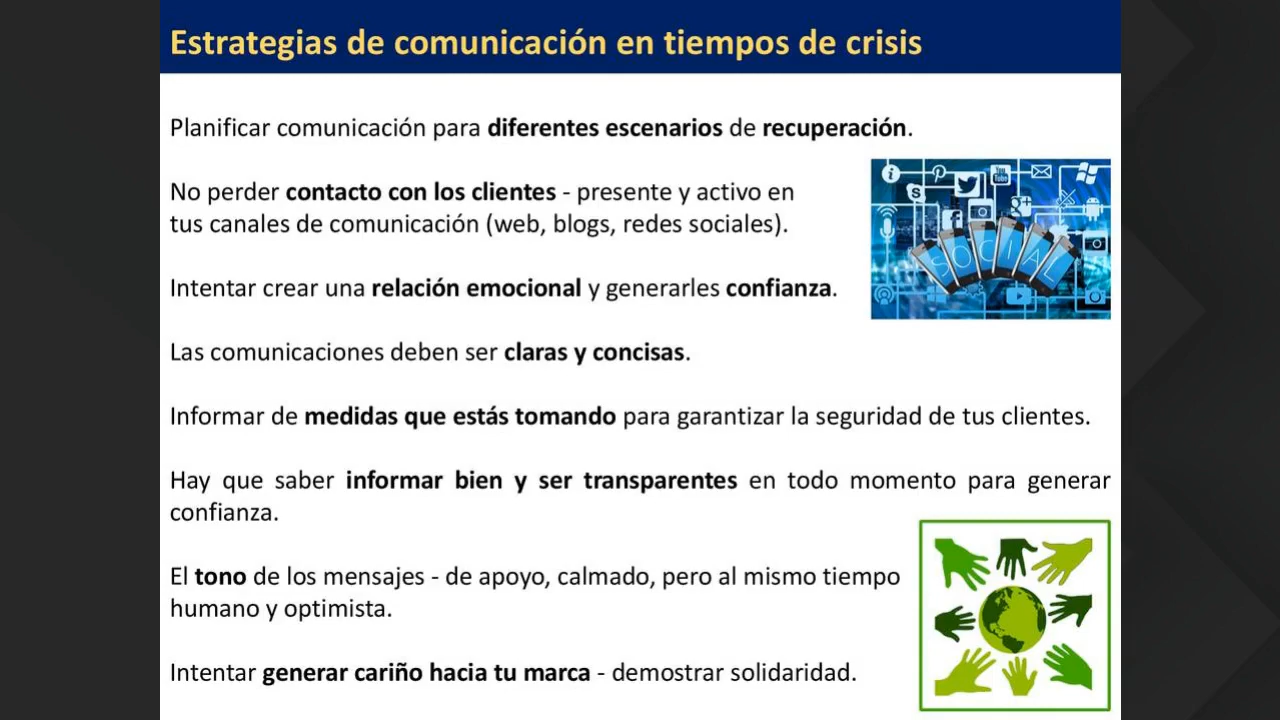 Estrategias de comunicación en tiempos de crisis
Planificar comunicación para diferentes escenarios de recuperación.
No perder contacto con los clientes - presente y activo en
tus canales de comunicación (web, blogs, redes sociales).
SOCIAL
Intentar crear una relación emocional y generarles confianza.
Las comunicaciones deben ser claras y concisas.
Informar de medidas que estás tomando para garantizar la seguridad de tus clientes.
Hay que saber informar bien y ser transparentes en todo momento para generar
confianza.
El tono de los mensajes - de apoyo, calmado, pero al mismo tiempo
humano y optimista.
Intentar generar cariño hacia tu marca - demostrar solidaridad.